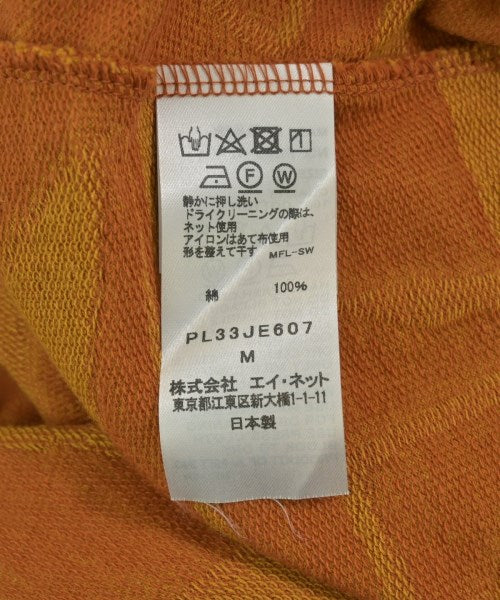 F W
静かに押し洗い
ドライクリーニングの際は、
ネット使用
アイロンはあて布使用
形を整えて干す MFL-SW
綿 100%
PL33JE607
M
株式会社 エイ・ネット
東京都江東区新大橋1-1-11
日本製